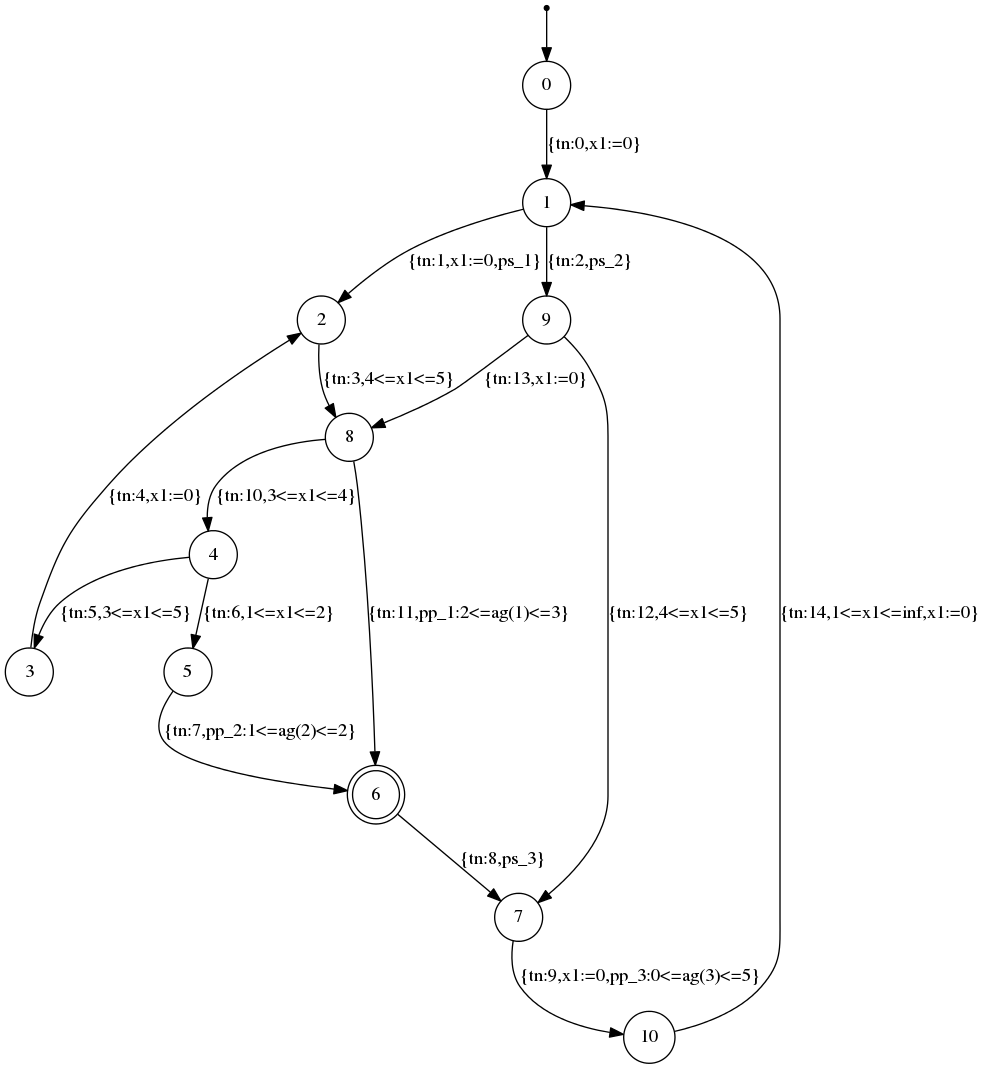 0
{tn:0,x1:=0}
1
{tn:1,x1:=0,ps_1}
{tn:2,ps_2}
2
9
{tn:3,4<=x1<=5}
{tn:13,x1:=0}
8
{tn:4,x1:=0}
{tn:10,3<=x1<=4}
4
{tn:5,3<=x1<=5}
{tn:6,1<=x1<=2}
{tn:11,pp_1:2<=ag(1)<=3}
{tn:12,4<=x1<=5}
{tn:14,1<=x1<=inf,x1:=0}
3
5
{tn:7,pp_2:1<=ag(2)<=2}
6
{tn:8,ps_3}
7
{tn:9,x1:=0,pp_3:0<=ag(3)<=5}
10